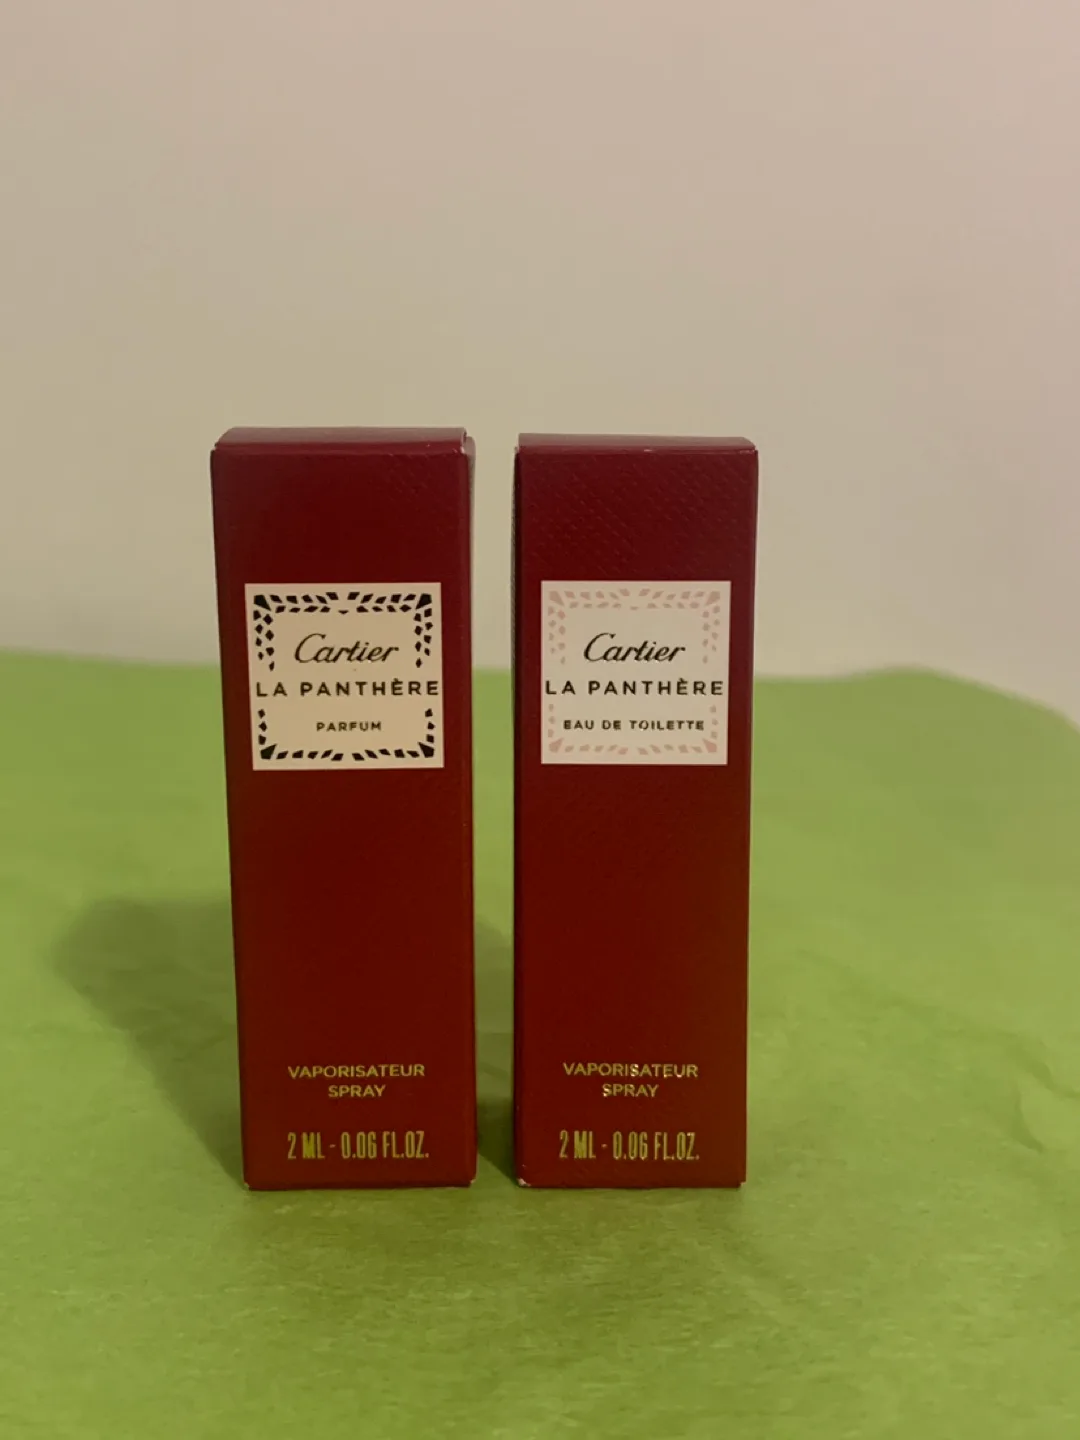 Cartier
LA PANTHÈRE
PARFUM
VAPORISATEUR
SPRAY
2 ML - 0.06 FL.OZ.
Cartier
LA PANTHÈRE
EAU DE TOILETTE
VAPORISATEUR
SPRAY
2 ML - 0.06 FL.OZ.